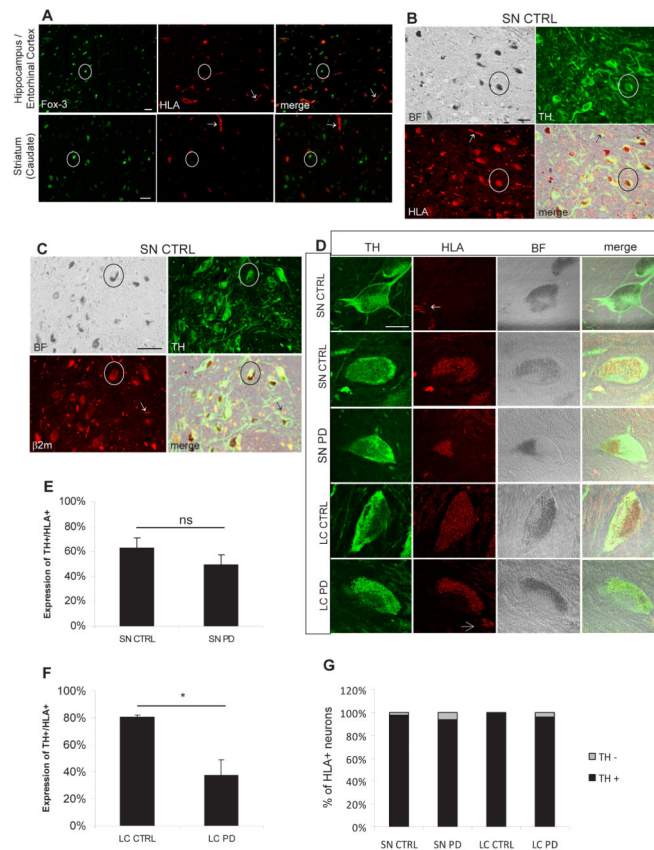 A
Hippocampus /
Entorhinal Cortex
Fox-3
HLA
merge
Striatum
(Caudate)
B
SN CTRL
BF
TH
HLA
merge
C
SN CTRL
BF
TH
β2m
merge
D
TH
HLA
BF
merge
SN CTRL
SN CTRL
SN PD
LC CTRL
LC PD
E
Expression of TH+/HLA+
100%
80%
60%
40%
20%
0%
ns
SN CTRL
SN PD
F
Expression of TH+/HLA+
100%
80%
60%
40%
20%
0%
*
LC CTRL
LC PD
G
% of HLA+ neurons
120%
100%
80%
60%
40%
20%
0%
SN CTRL
SN PD
LC CTRL
LC PD
TH -
TH +